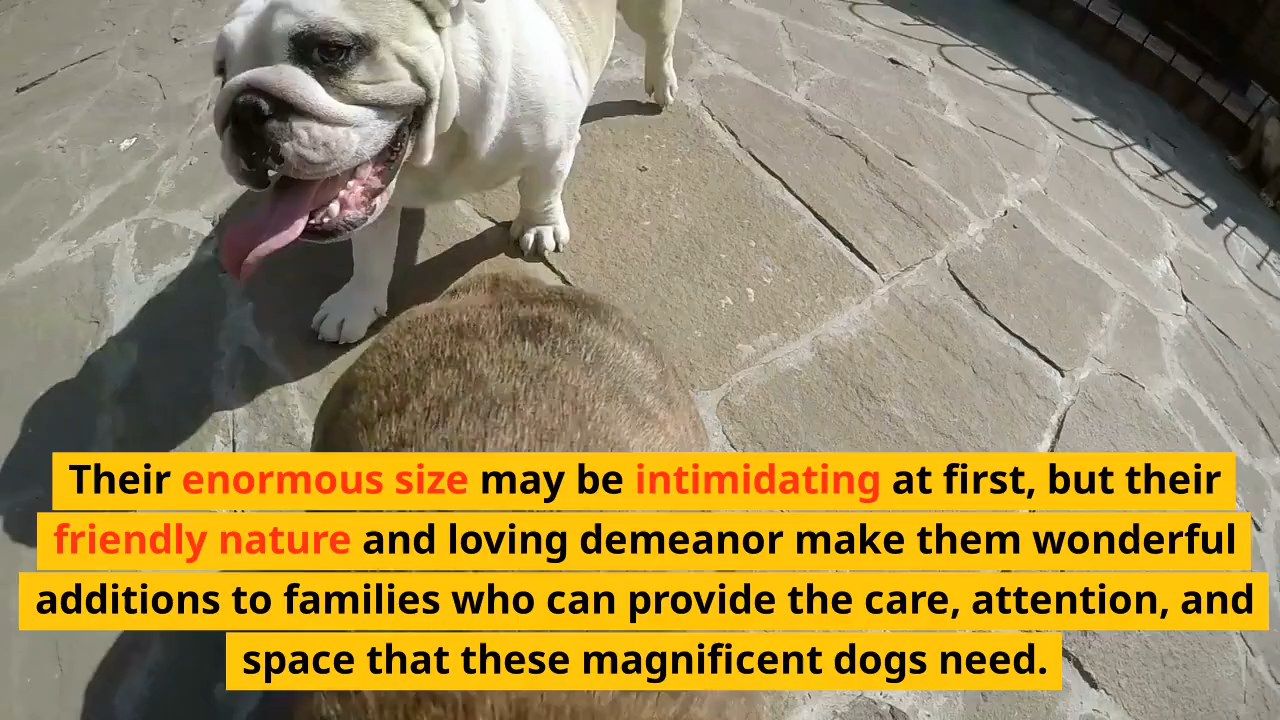 Their enormous size may be intimidating at first, but their
friendly nature and loving demeanor make them wonderful
additions to families who can provide the care, attention, and
space that these magnificent dogs need.